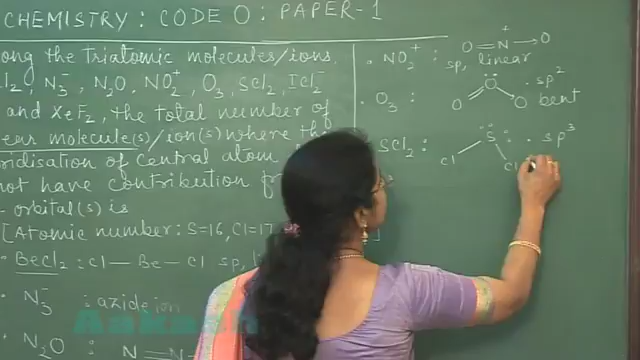 CHEMISTRY: CODE 0: PAPER-1
ong the triatomic molecules/ions,
Cl2, N3−, N2O, NO2+, O3, SCl2, ICl2−
and XeF2, the total number of
ear molecule(s)/ion(s) where the
ridisation of central atom
not have contribution f
- orbital(s) is
[Atomic number: S=16, Cl=17
]
· BeCl2: Cl—Be—Cl sp,
· N3− : azide ion
· N2O : N=N
· NO2+ : sp, linear
O=N+→O
· O3 :
O O O
· sp2
bent
SCl2 :
Cl S Cl
· sp3
Aakash